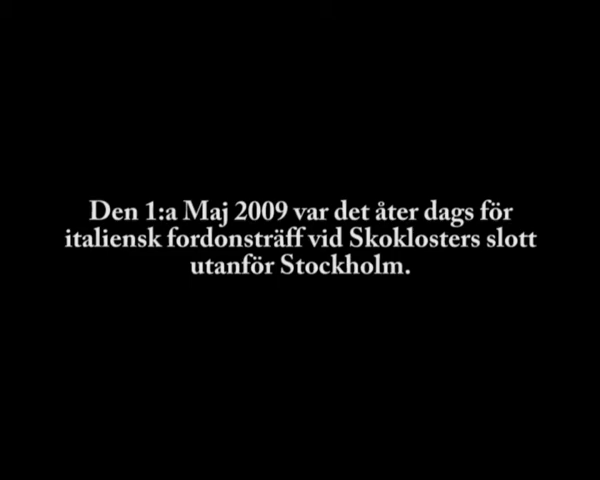 Den 1:a Maj 2009 var det åter dags för
italiensk fordonsträff vid Skoklosters slott
utanför Stockholm.